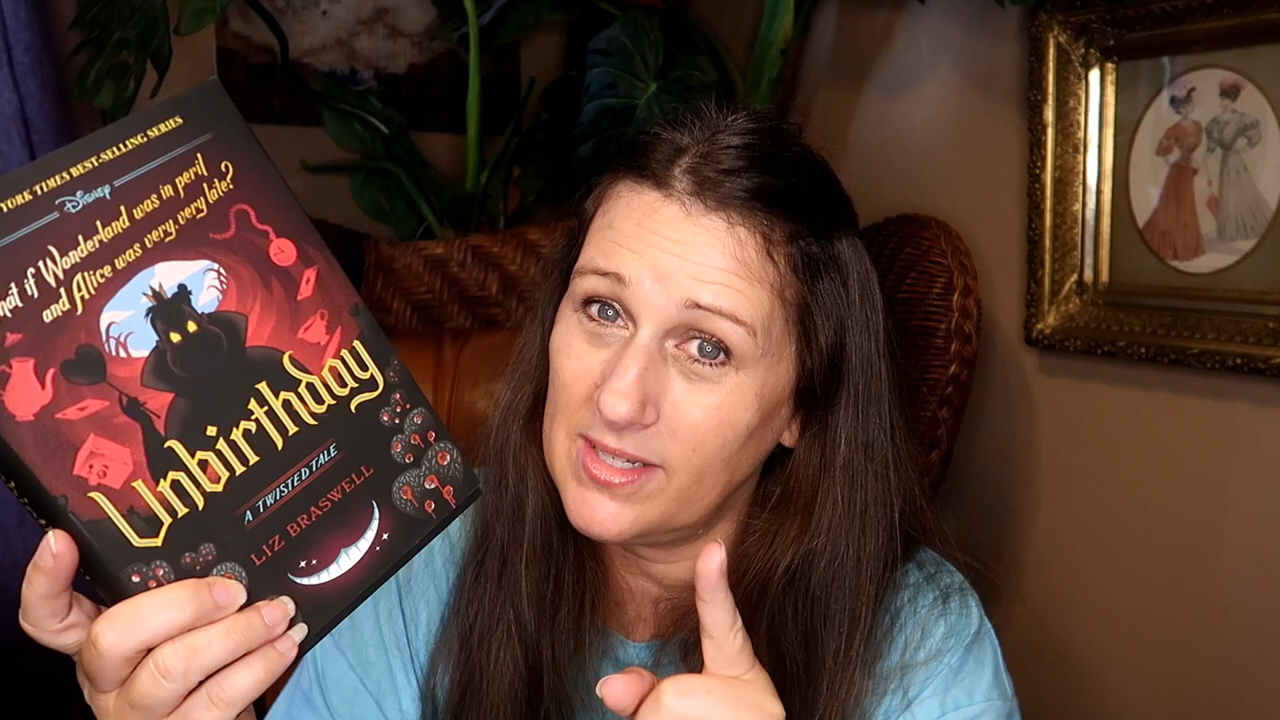 YORK TIMES BEST-SELLING SERIES
DISNEY
hat if Wonderland was in peril
and Alice was very, very late?
Unbirthday
A TWISTED TALE
LIZ BRASWELL